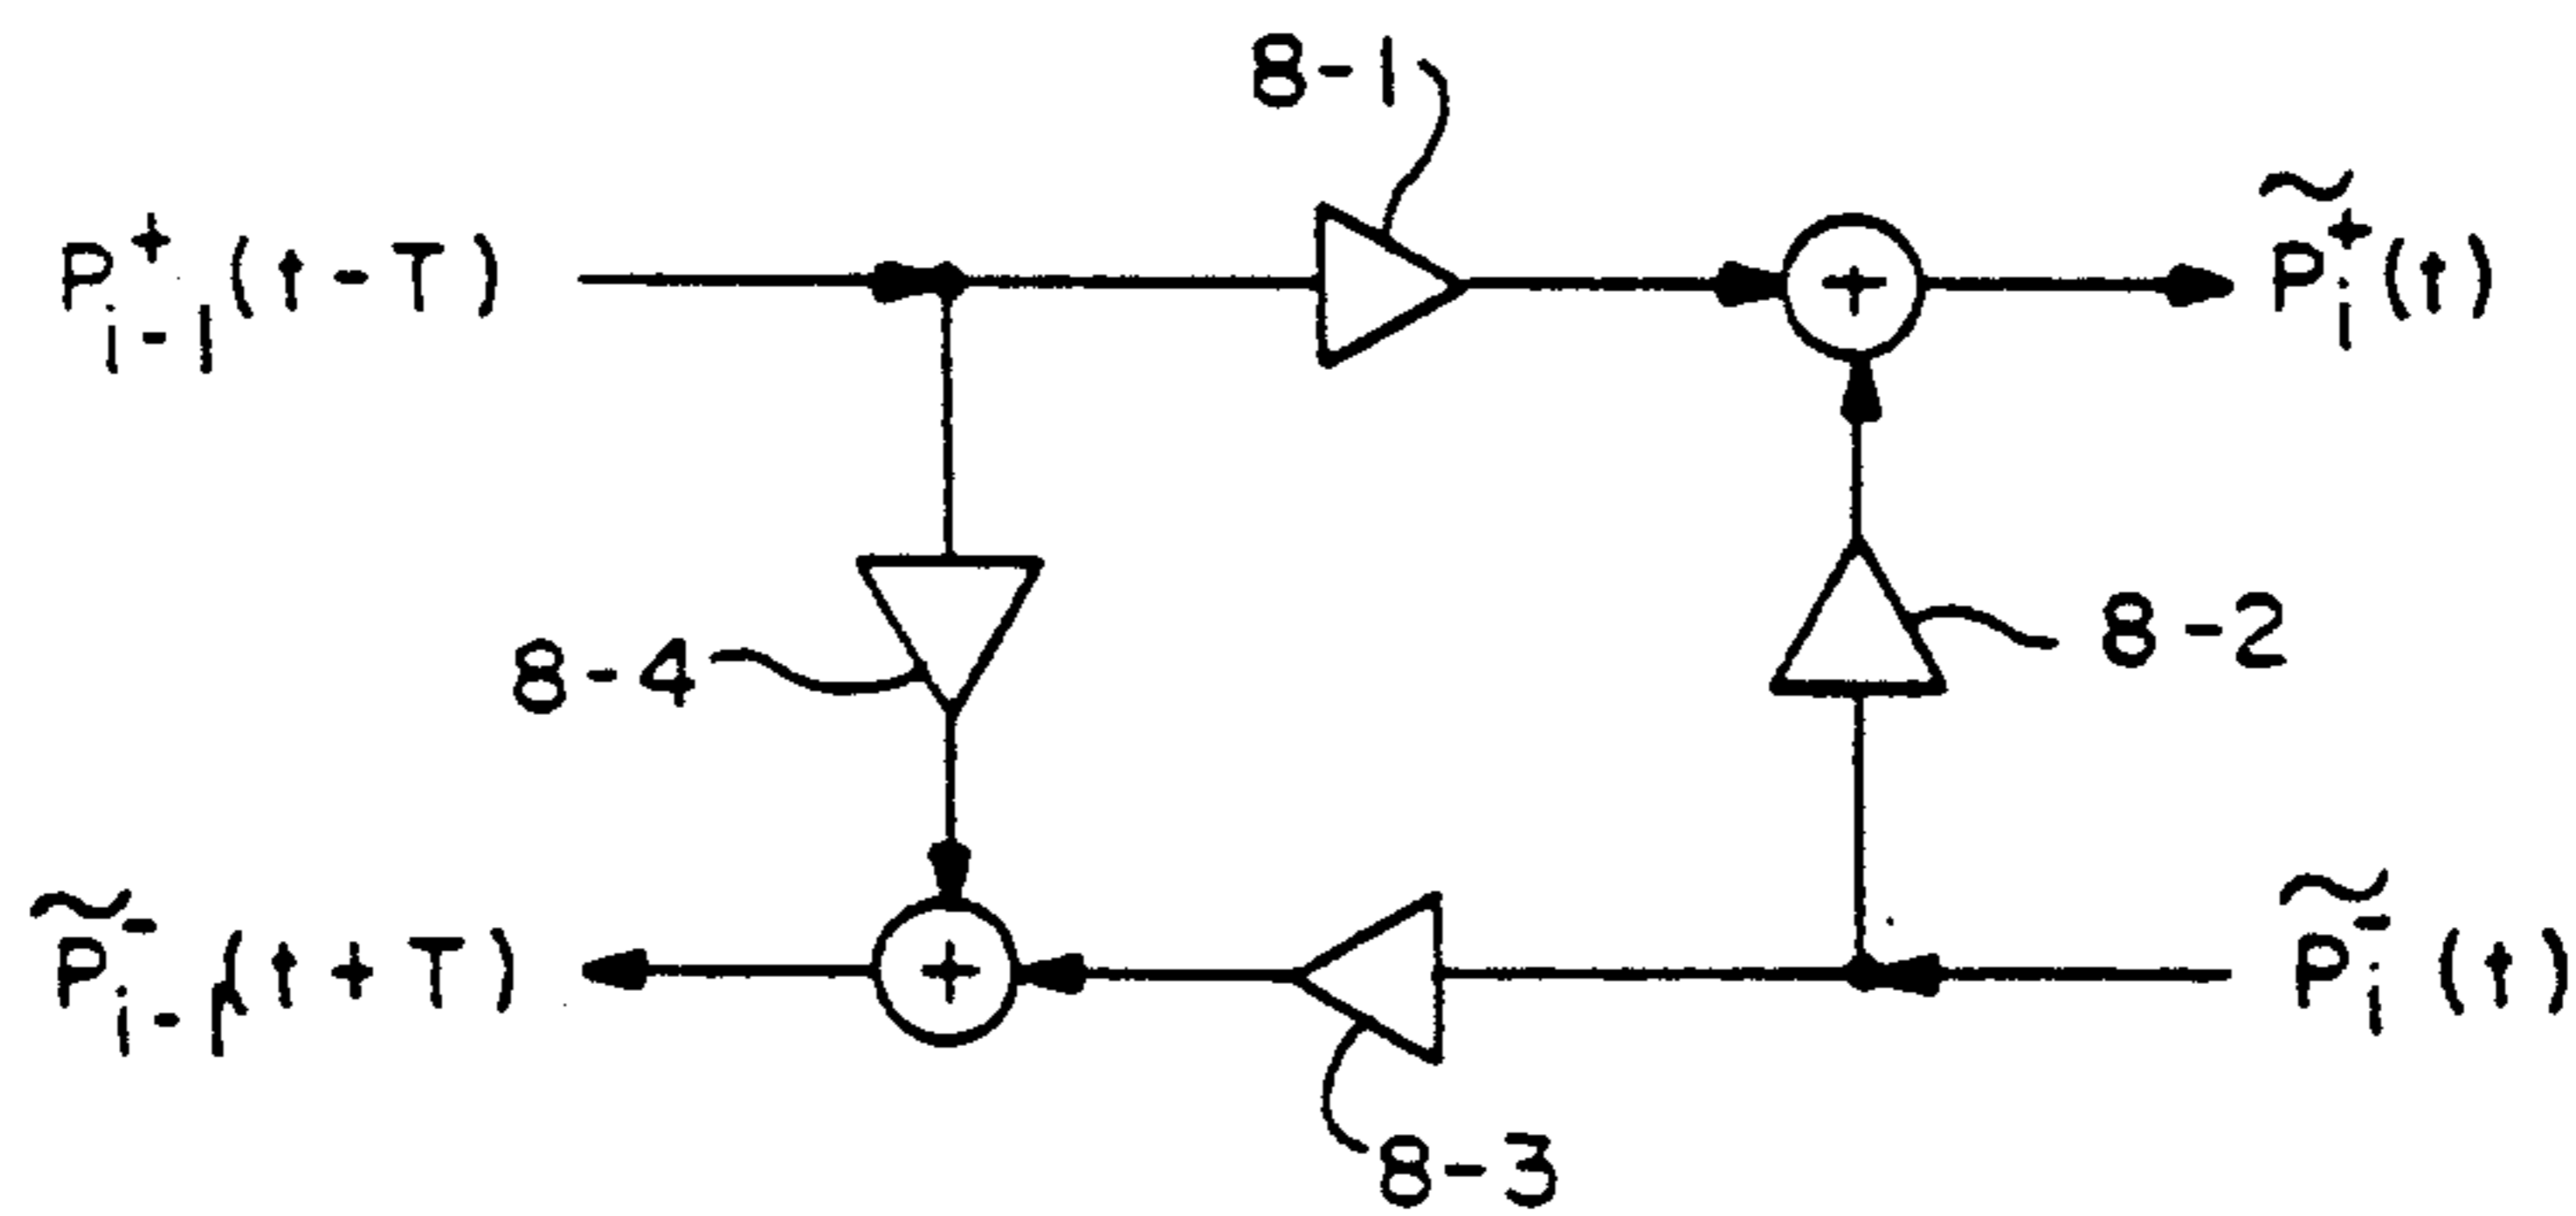 8-1
P⁺ᵢ₋₁(t-T)
P̃⁺ᵢ(t)
+
8-4
8-2
P̃⁻ᵢ₋₁(t+T)
+
P̃⁻ᵢ(t)
8-3